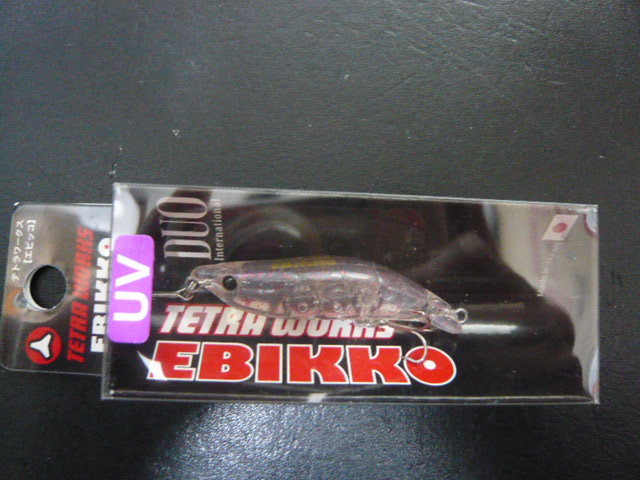 テトラワークス
【エビッコ】
TETRA WORKS
EBIKKO
UV
DUO
International
TETRA WORKS
EBIKKO